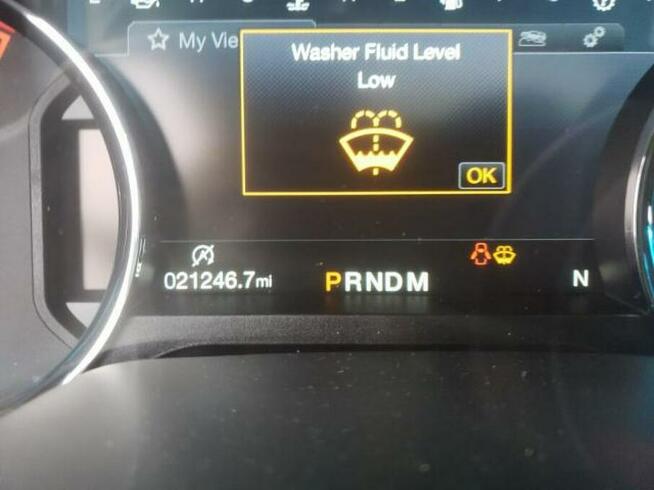 My Vie
Washer Fluid Level
Low
OK
021246.7mi
PRNDM
N